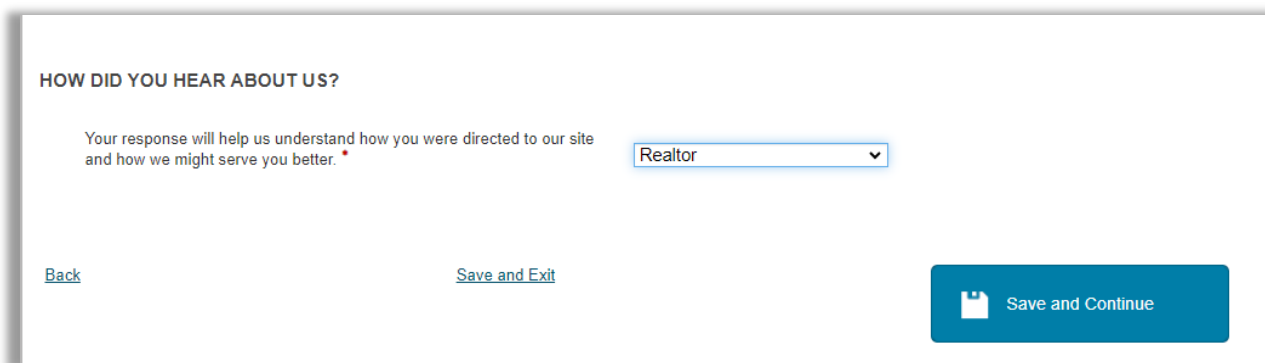 HOW DID YOU HEAR ABOUT US?
Your response will help us understand how you were directed to our site
and how we might serve you better. *
Realtor
Back
Save and Exit
Save and Continue